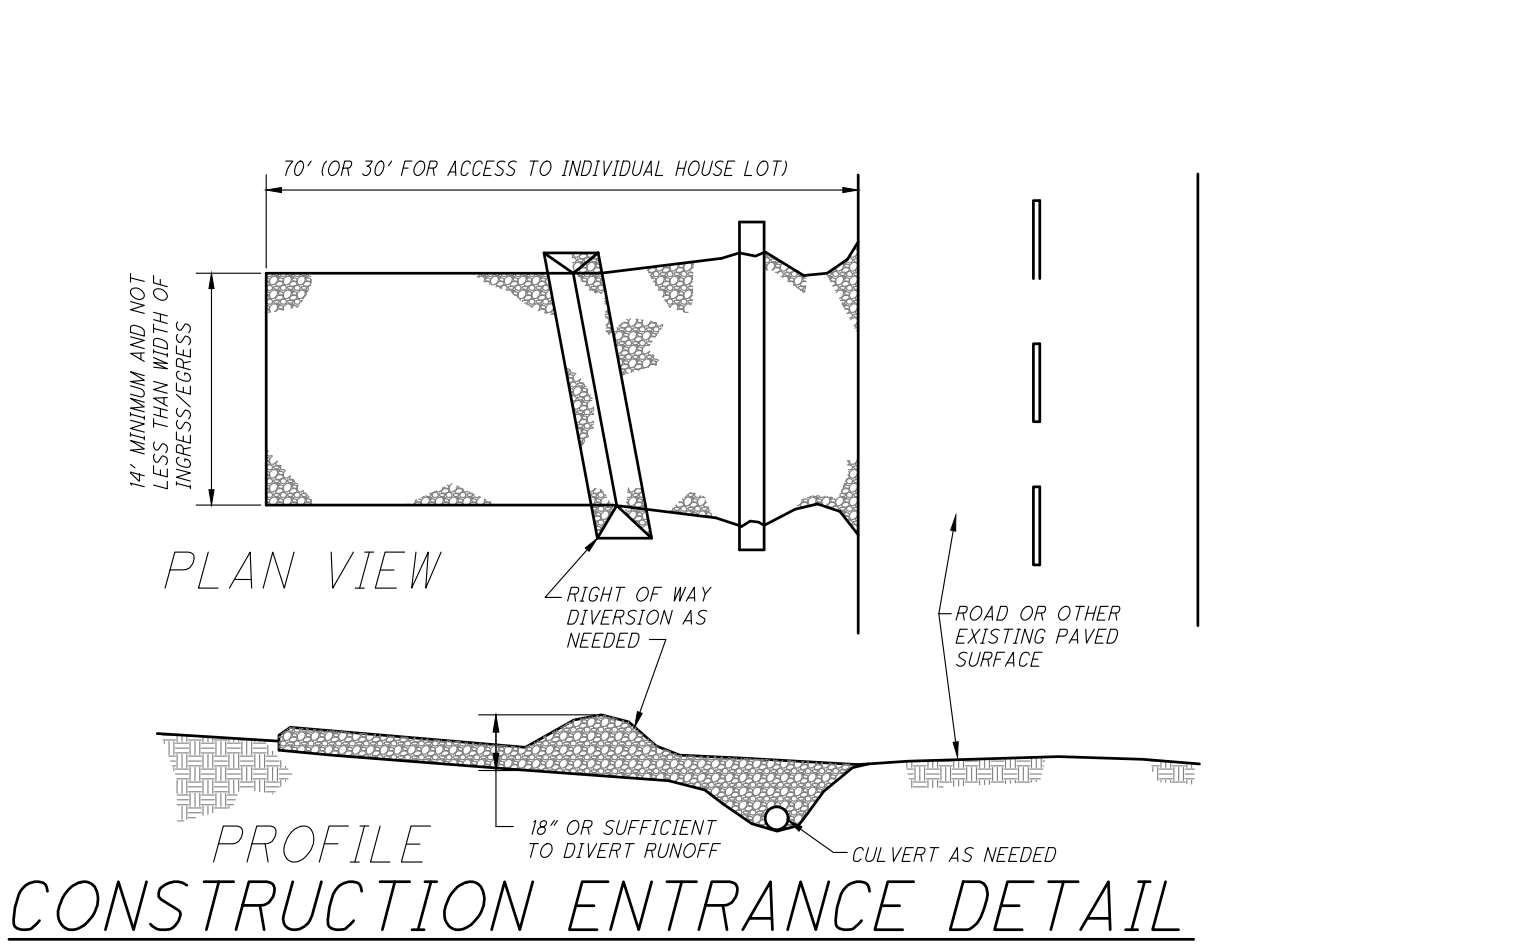 70' (OR 30' FOR ACCESS TO INDIVIDUAL HOUSE LOT)
14' MINIMUM AND NOT
LESS THAN WIDTH OF
INGRESS/EGRESS
PLAN VIEW
RIGHT OF WAY
DIVERSION AS
NEEDED
ROAD OR OTHER
EXISTING PAVED
SURFACE
18" OR SUFFICIENT
TO DIVERT RUNOFF
CULVERT AS NEEDED
PROFILE
CONSTRUCTION ENTRANCE DETAIL